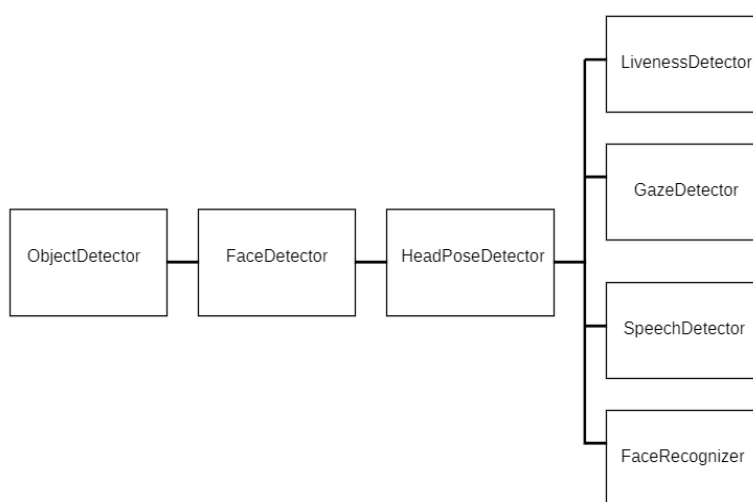 LivenessDetector
GazeDetector
ObjectDetector
FaceDetector
HeadPoseDetector
SpeechDetector
FaceRecognizer